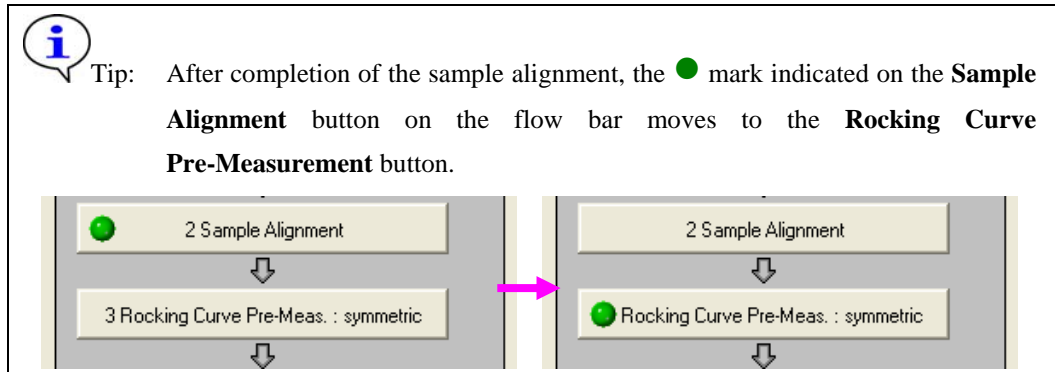 Tip: After completion of the sample alignment, the ● mark indicated on the Sample
Alignment button on the flow bar moves to the Rocking Curve
Pre-Measurement button.
2 Sample Alignment
2 Sample Alignment
3 Rocking Curve Pre-Meas. : symmetric
Rocking Curve Pre-Meas. : symmetric